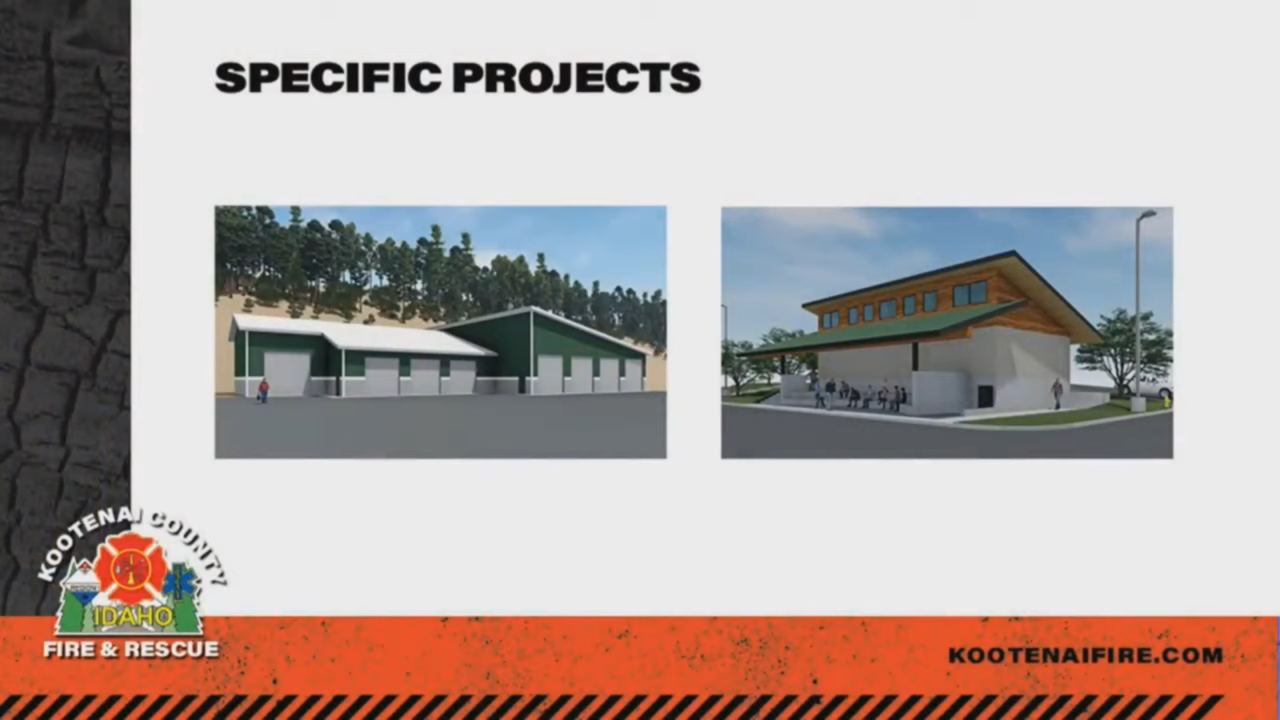 SPECIFIC PROJECTS
KOOTENAI COUNTY
IDAHO
FIRE & RESCUE
KOOTENAIFIRE.COM